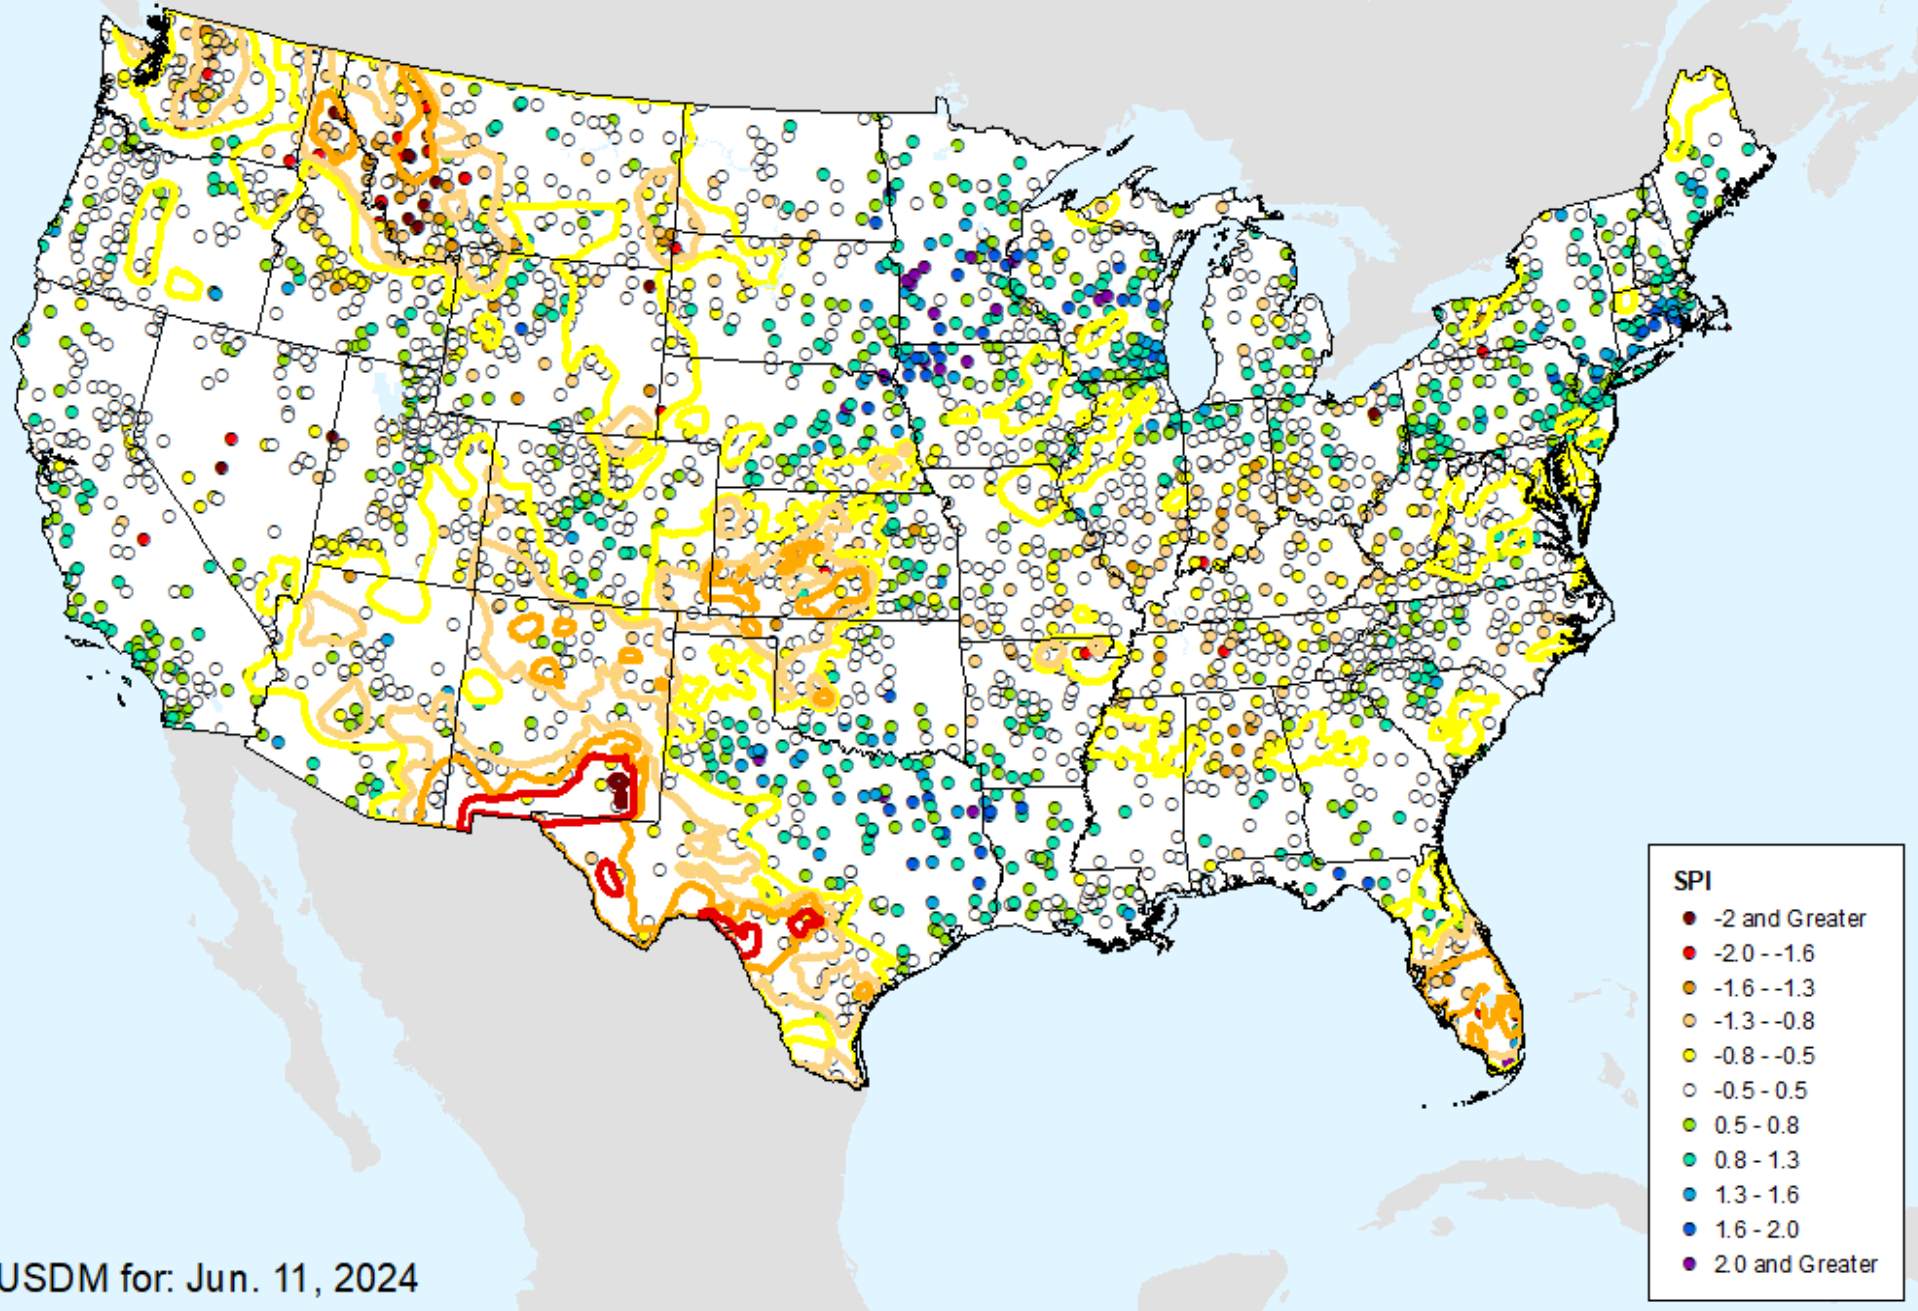 SPI
-2 and Greater
-2.0 - -1.6
-1.6 - -1.3
-1.3 - -0.8
-0.8 - -0.5
-0.5 - 0.5
0.5 - 0.8
0.8 - 1.3
1.3 - 1.6
1.6 - 2.0
2.0 and Greater
USDM for: Jun. 11, 2024